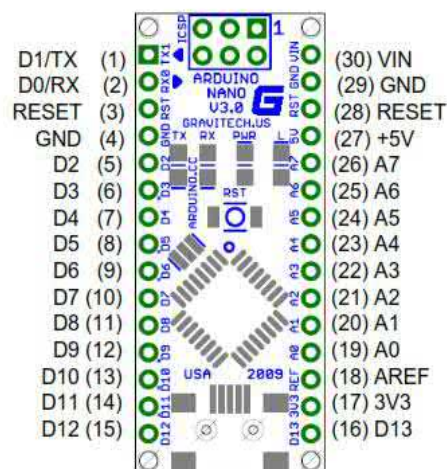 D1/TX (1)
D0/RX (2)
RESET (3)
GND (4)
D2 (5)
D3 (6)
D4 (7)
D5 (8)
D6 (9)
D7 (10)
D8 (11)
D9 (12)
D10 (13)
D11 (14)
D12 (15)
ICSP
1
TX1
RX0
RST
GND
D2
D3
D4
D5
D6
D7
D8
D9
D10
D11
D12
ARDUINO
NANO
V3.0
G
GRAVITECH.US
TX RX PWR L
ARDUINO.CC
RST
USA 2009
VIN
GND
RST
5V
A7
A6
A5
A4
A3
A2
A1
A0
REF
3V3
D13
(30) VIN
(29) GND
(28) RESET
(27) +5V
(26) A7
(25) A6
(24) A5
(23) A4
(22) A3
(21) A2
(20) A1
(19) A0
(18) AREF
(17) 3V3
(16) D13